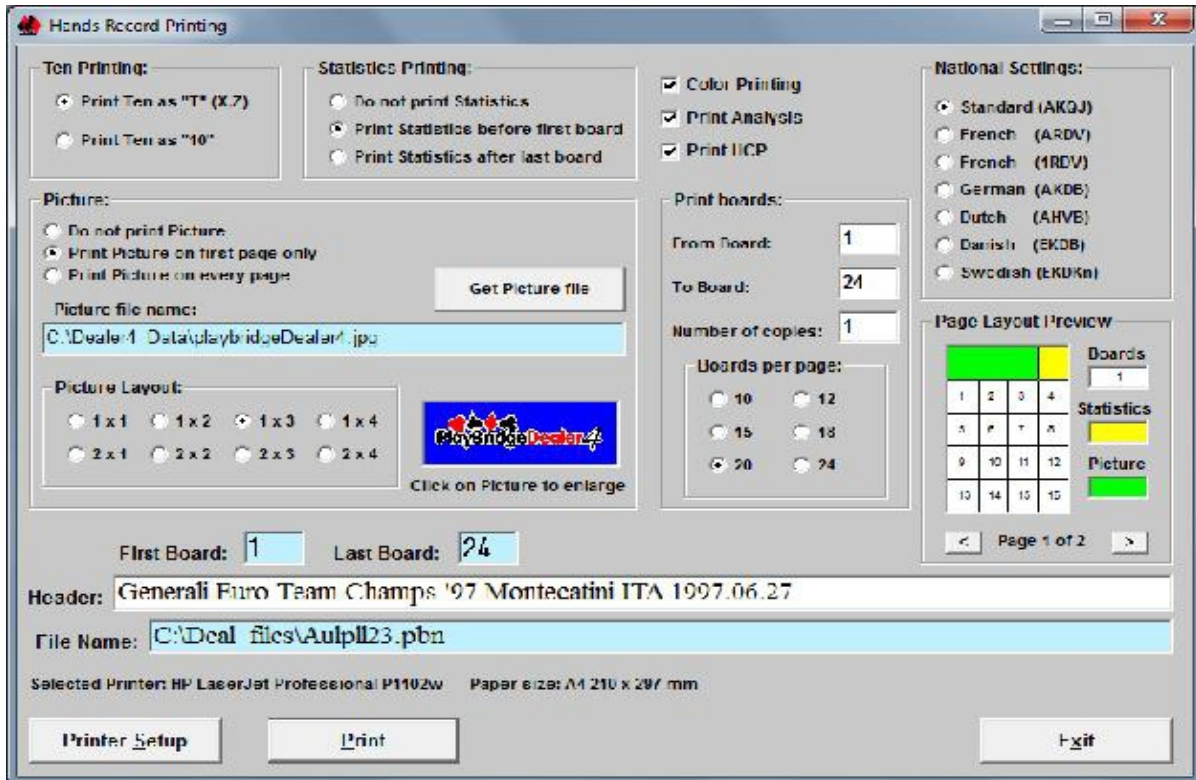 Hands Record Printing
Ten Printing:
Print Ten as "T" (X,Z)
Print Ten as "10"
Statistics Printing:
Do not print Statistics
Print Statistics before first board
Print Statistics after last board
Color Printing
Print Analysis
Print HCP
National Settings:
Standard (AKQJ)
French (ARDV)
French (1RDV)
German (AKDB)
Dutch (AHVB)
Danish (EKDB)
Swedish (EKDKn)
Picture:
Do not print Picture
Print Picture on first page only
Print Picture on every page
Get Picture file
Picture file name:
C:\Dealer4_Data\playbridgeDealer4.jpg
Picture Layout:
1 x 1 1 x 2 1 x 3 1 x 4
2 x 1 2 x 2 2 x 3 2 x 4
PlayBridgeDealer4
Click on Picture to enlarge
Print boards:
From Board: 1
To Board: 24
Number of copies: 1
Boards per page:
10 12
15 18
20 24
Page Layout Preview
Boards
1
Statistics
Picture
1 2 3 4
5 6 7 8
9 10 11 12
13 14 15 16
< Page 1 of 2 >
First Board: 1 Last Board: 24
Header: Generali Euro Team Champs '97 Montecatini ITA 1997.06.27
File Name: C:\Deal_files\Aulpll23.pbn
Selected Printer: HP LaserJet Professional P1102w Paper size: A4 210 x 297 mm
Printer Setup Print Exit